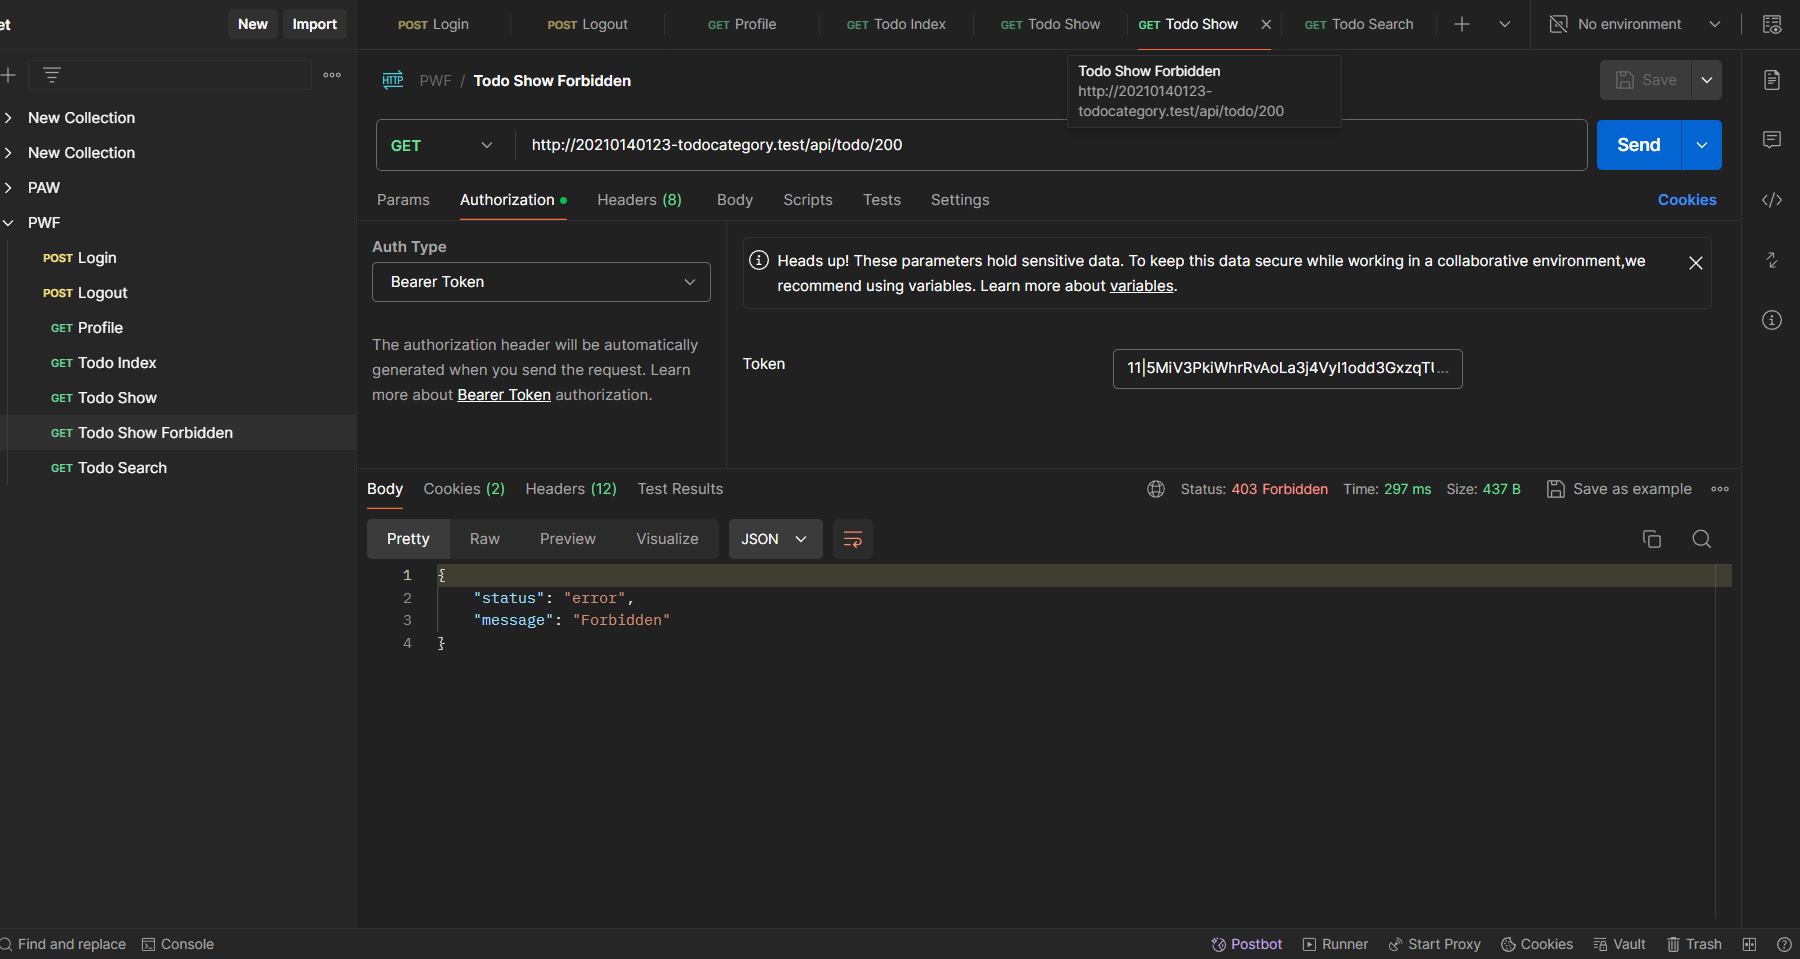 et
New
Import
POST Login
POST Logout
GET Profile
GET Todo Index
GET Todo Show
GET Todo Show
GET Todo Search
No environment
PWF / Todo Show Forbidden
Save
Todo Show Forbidden
http://20210140123-
todocategory.test/api/todo/200
New Collection
New Collection
PAW
PWF
POST Login
POST Logout
GET Profile
GET Todo Index
GET Todo Show
GET Todo Show Forbidden
GET Todo Search
GET
http://20210140123-todocategory.test/api/todo/200
Send
Params
Authorization
Headers (8)
Body
Scripts
Tests
Settings
Cookies
Auth Type
Bearer Token
The authorization header will be automatically
generated when you send the request. Learn
more about Bearer Token authorization.
Heads up! These parameters hold sensitive data. To keep this data secure while working in a collaborative environment,we
recommend using variables. Learn more about variables.
Token
Body
Cookies (2)
Headers (12)
Test Results
Status: 403 Forbidden
Time: 297 ms
Size: 437 B
Save as example
Pretty
Raw
Preview
Visualize
JSON
1 {
2 "status": "error",
3 "message": "Forbidden"
4 }
Find and replace
Console
Postbot
Runner
Start Proxy
Cookies
Vault
Trash